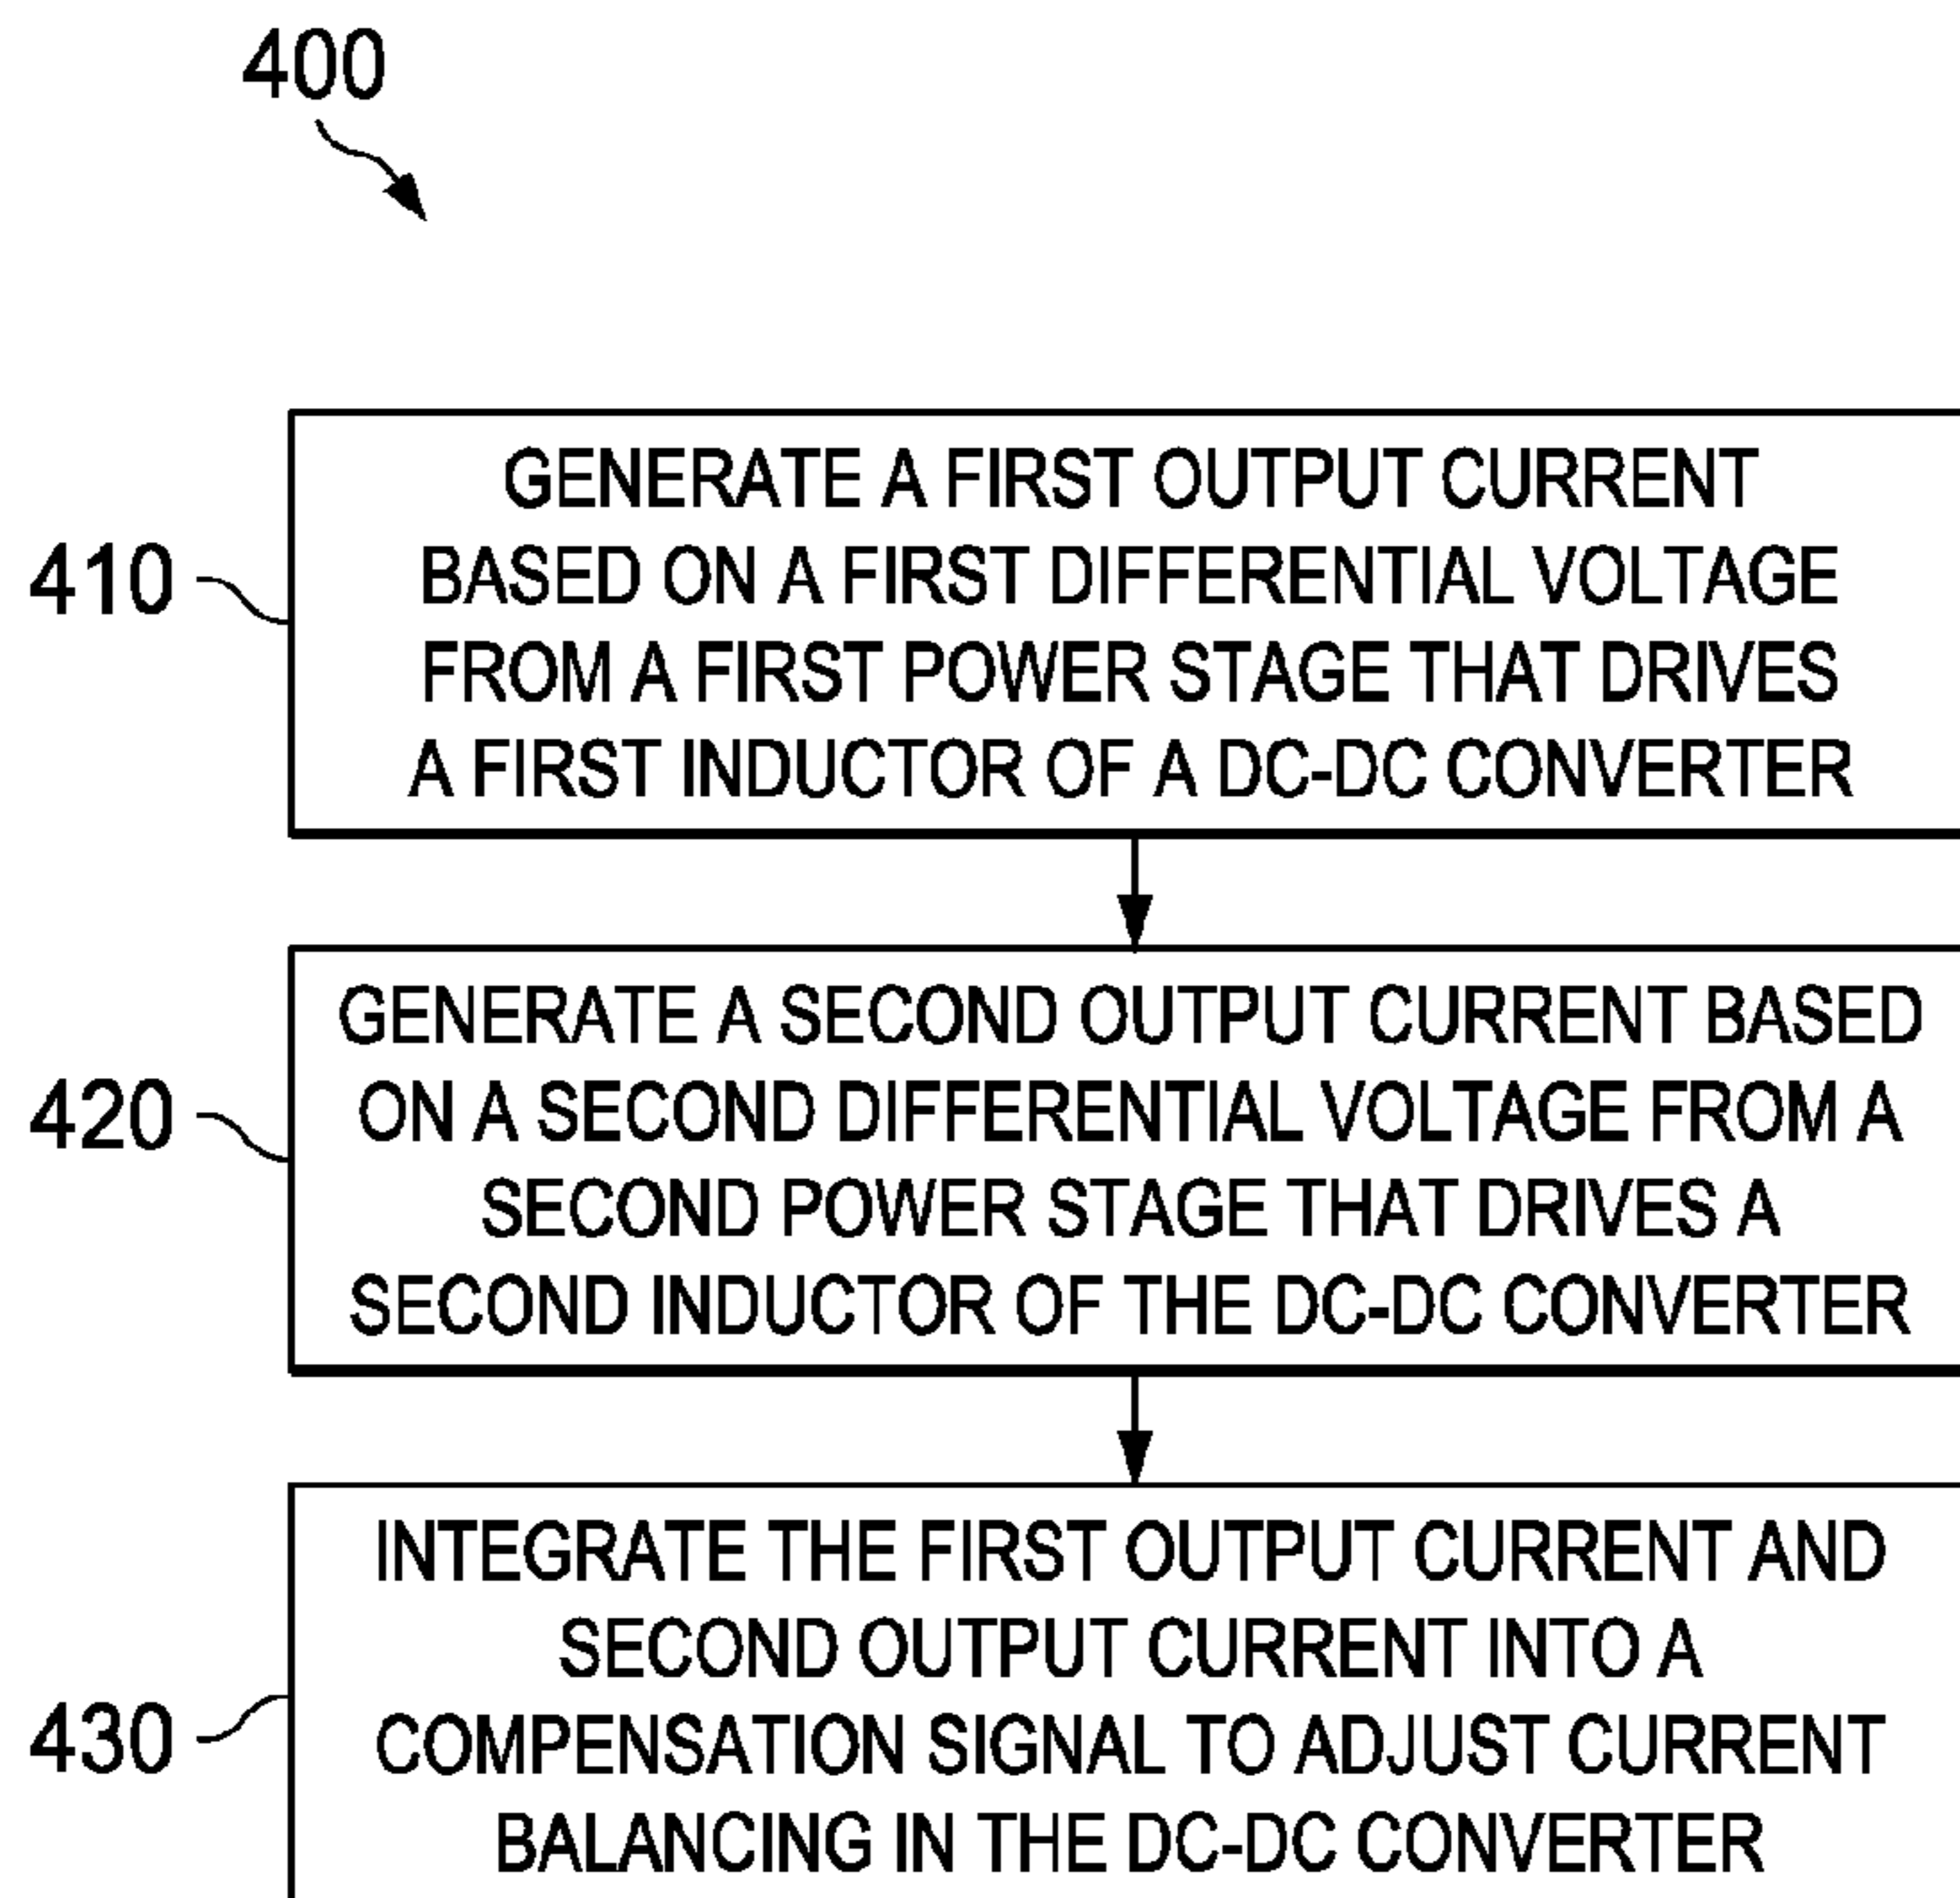 400
410
GENERATE A FIRST OUTPUT CURRENT
BASED ON A FIRST DIFFERENTIAL VOLTAGE
FROM A FIRST POWER STAGE THAT DRIVES
A FIRST INDUCTOR OF A DC-DC CONVERTER
420
GENERATE A SECOND OUTPUT CURRENT BASED
ON A SECOND DIFFERENTIAL VOLTAGE FROM A
SECOND POWER STAGE THAT DRIVES A
SECOND INDUCTOR OF THE DC-DC CONVERTER
430
INTEGRATE THE FIRST OUTPUT CURRENT AND
SECOND OUTPUT CURRENT INTO A
COMPENSATION SIGNAL TO ADJUST CURRENT
BALANCING IN THE DC-DC CONVERTER